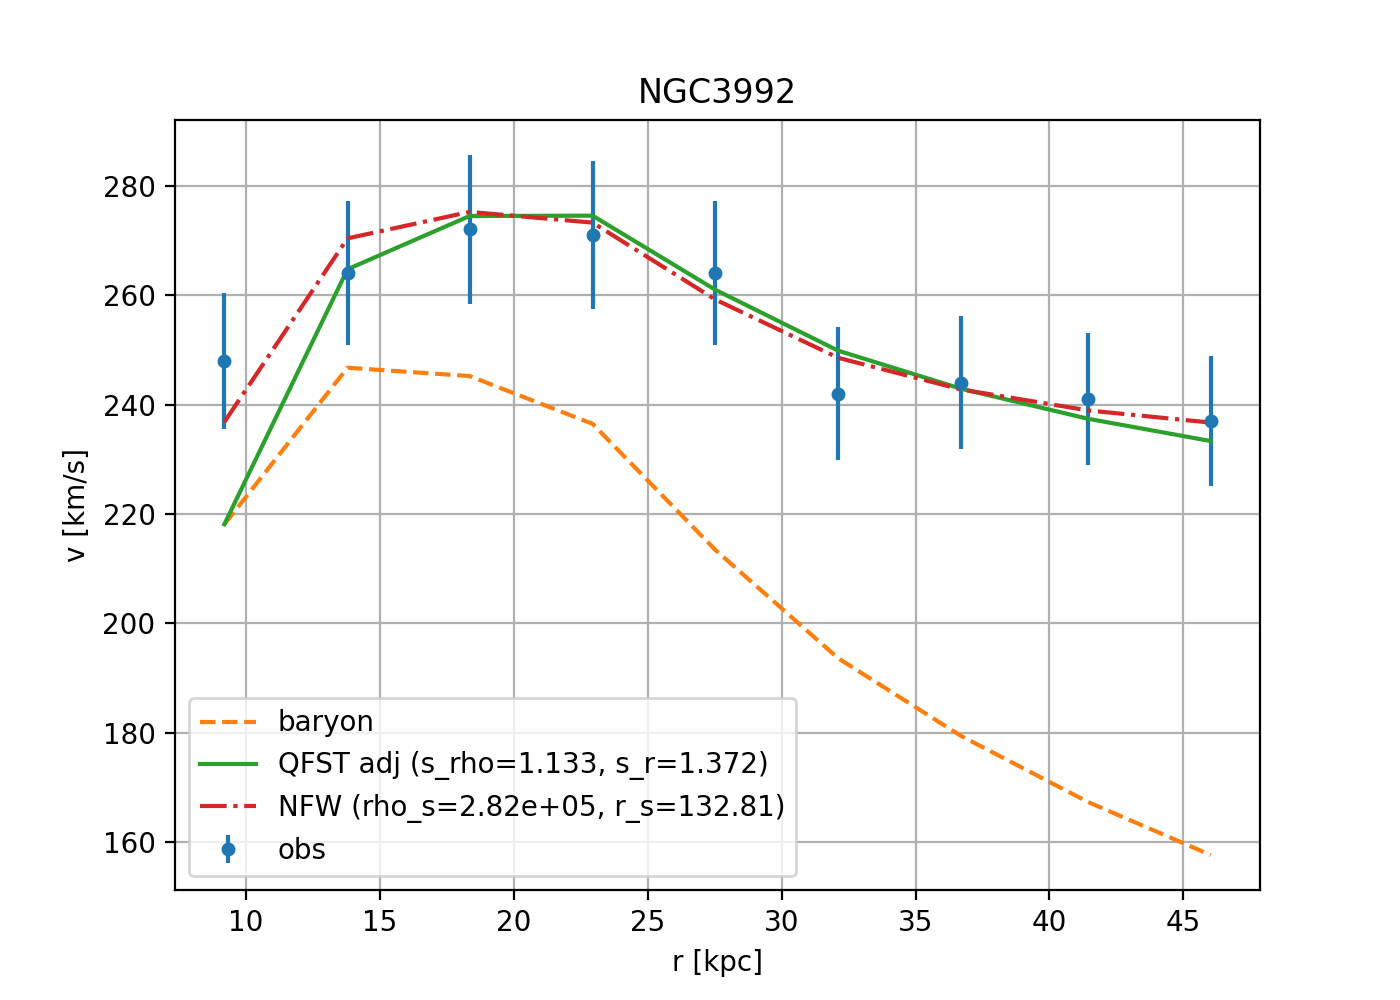 NGC3992
280
260
240
220
200
180
160
v [km/s]
baryon
QFST adj (s_rho=1.133, s_r=1.372)
NFW (rho_s=2.82e+05, r_s=132.81)
obs
10 15 20 25 30 35 40 45
r [kpc]